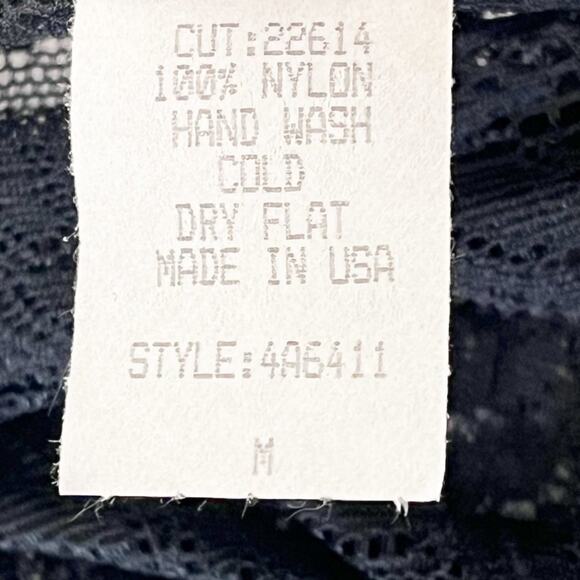 CUT:22614
100% NYLON
HAND WASH
COLD
DRY FLAT
MADE IN USA
STYLE:4A6411
M